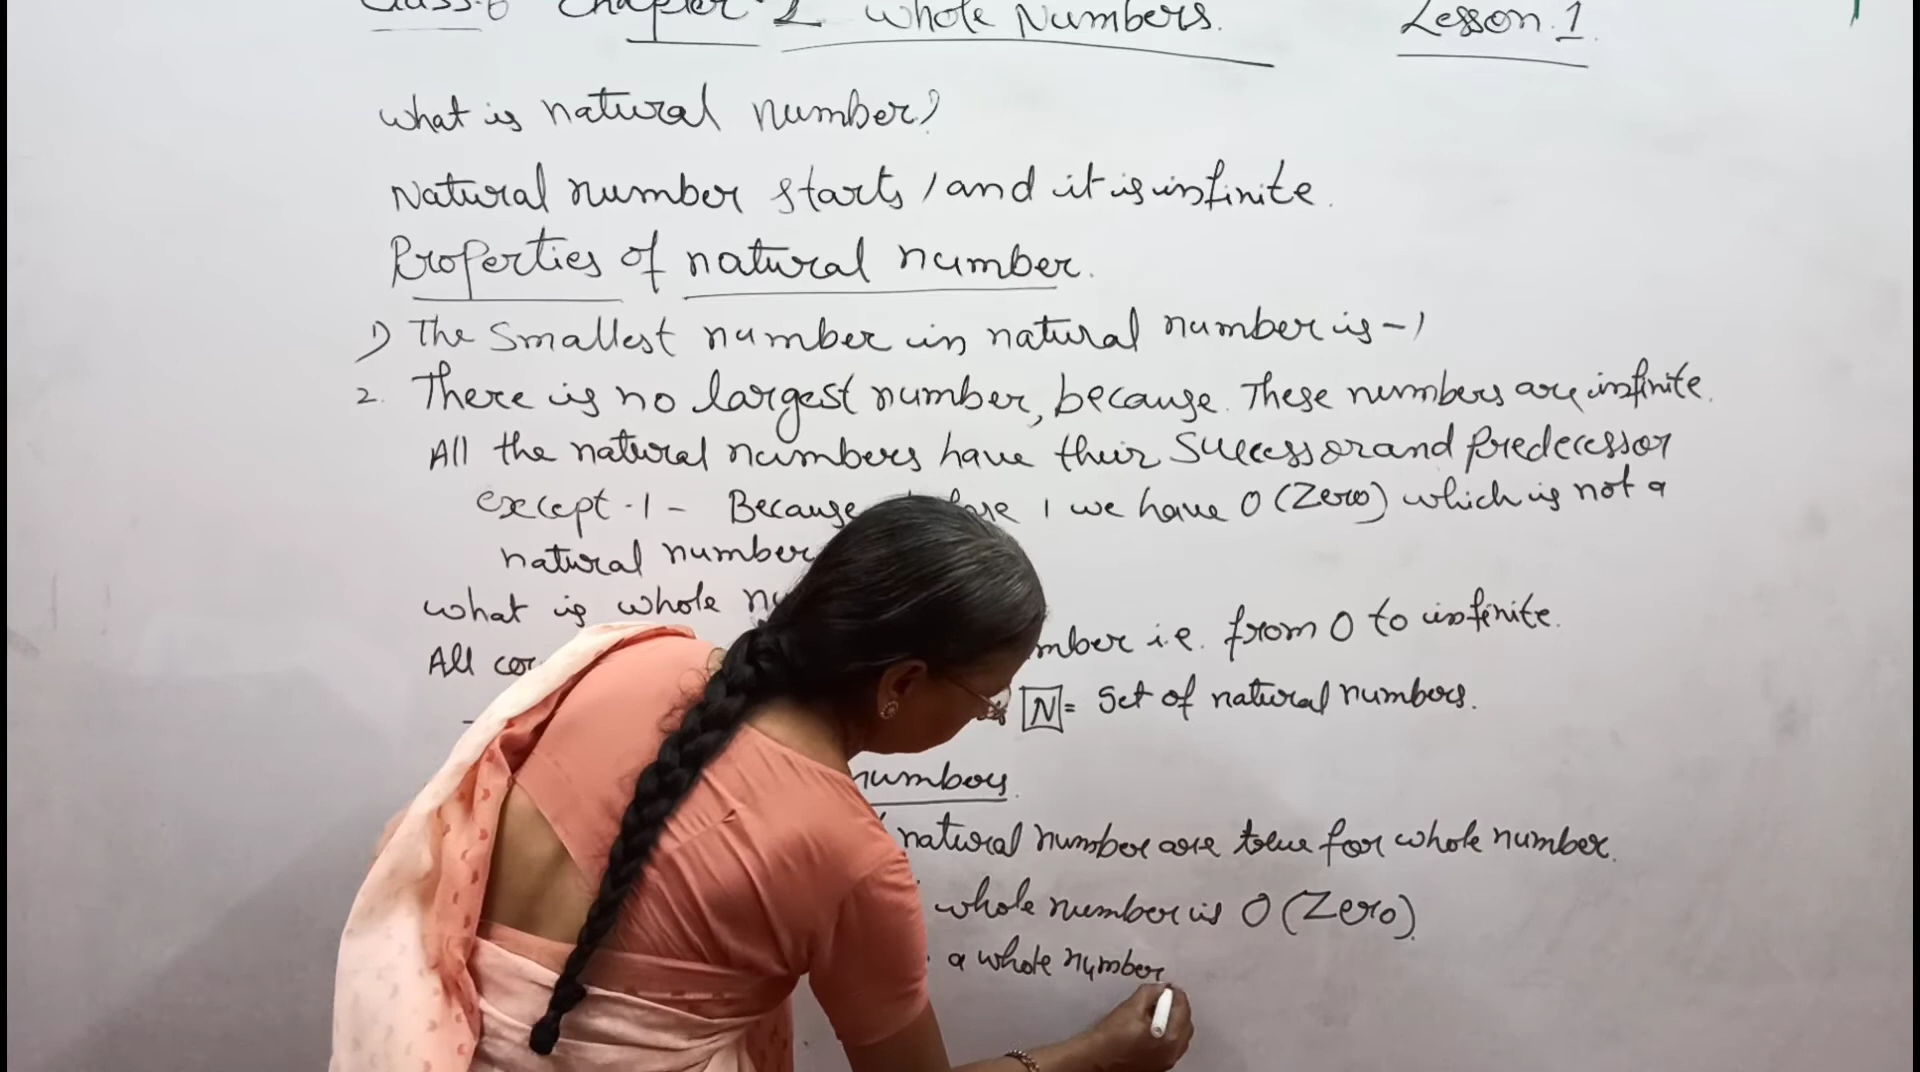 Class-6 Chapter-2 Whole Numbers. Lesson.1.
What is natural number?
Natural number starts 1 and it is infinite.
Properties of natural number.
1) The smallest number in natural number is - 1
2. There is no largest number, because. These numbers are infinite.
All the natural numbers have their successor and predecessor
except.1 - Because 1 we have 0 (Zero) which is not a
natural number
What is whole
All i.e. from 0 to infinite.
N = Set of natural numbers.
numbers.
natural number are true for whole number.
whole number is 0 (Zero).
a whole number